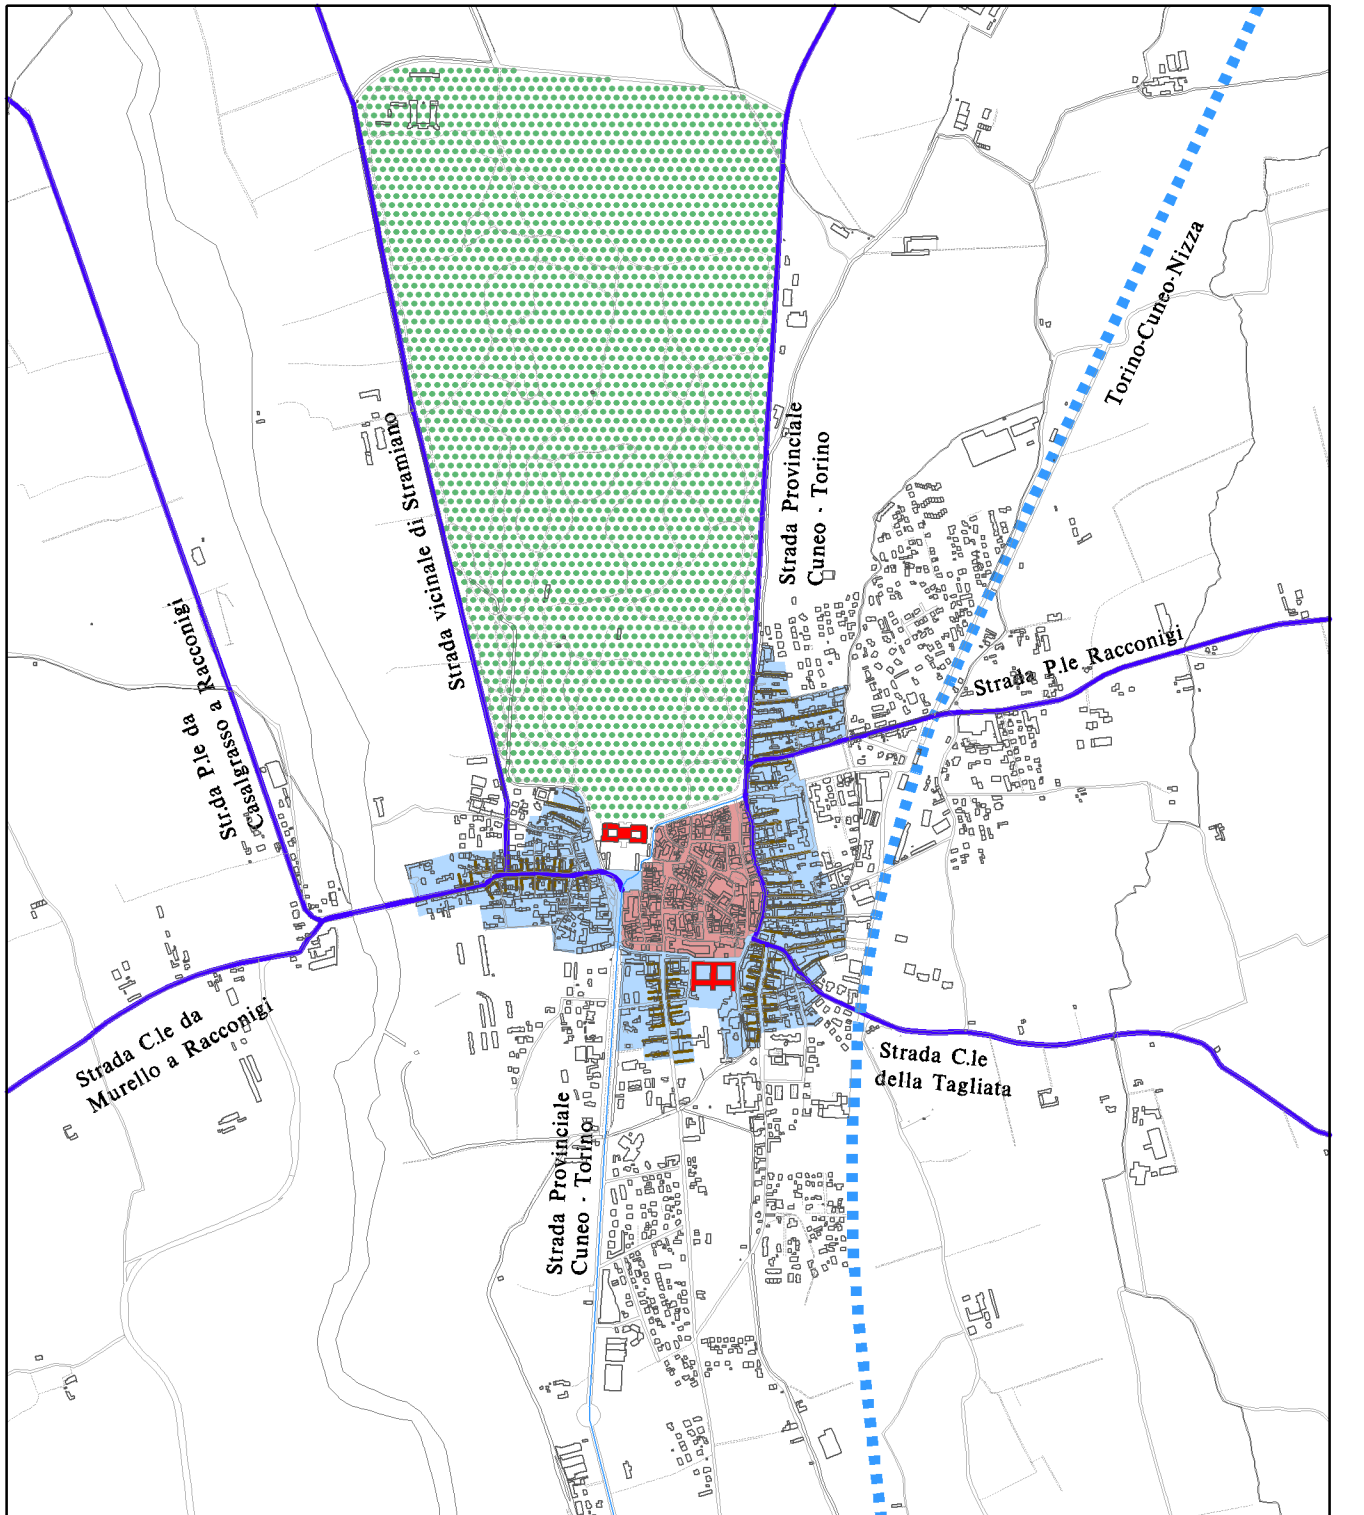 Torino-Cuneo-Nizza
Strada Provinciale
Cuneo - Torino
Strada vicinale di Stramiano
Strada P.le Racconigi
Str.da P.le da
Casalgrasso a Racconigi
Strada C.le da
Murello a Racconigi
Strada C.le
della Tagliata
Strada Provinciale
Cuneo - Torino